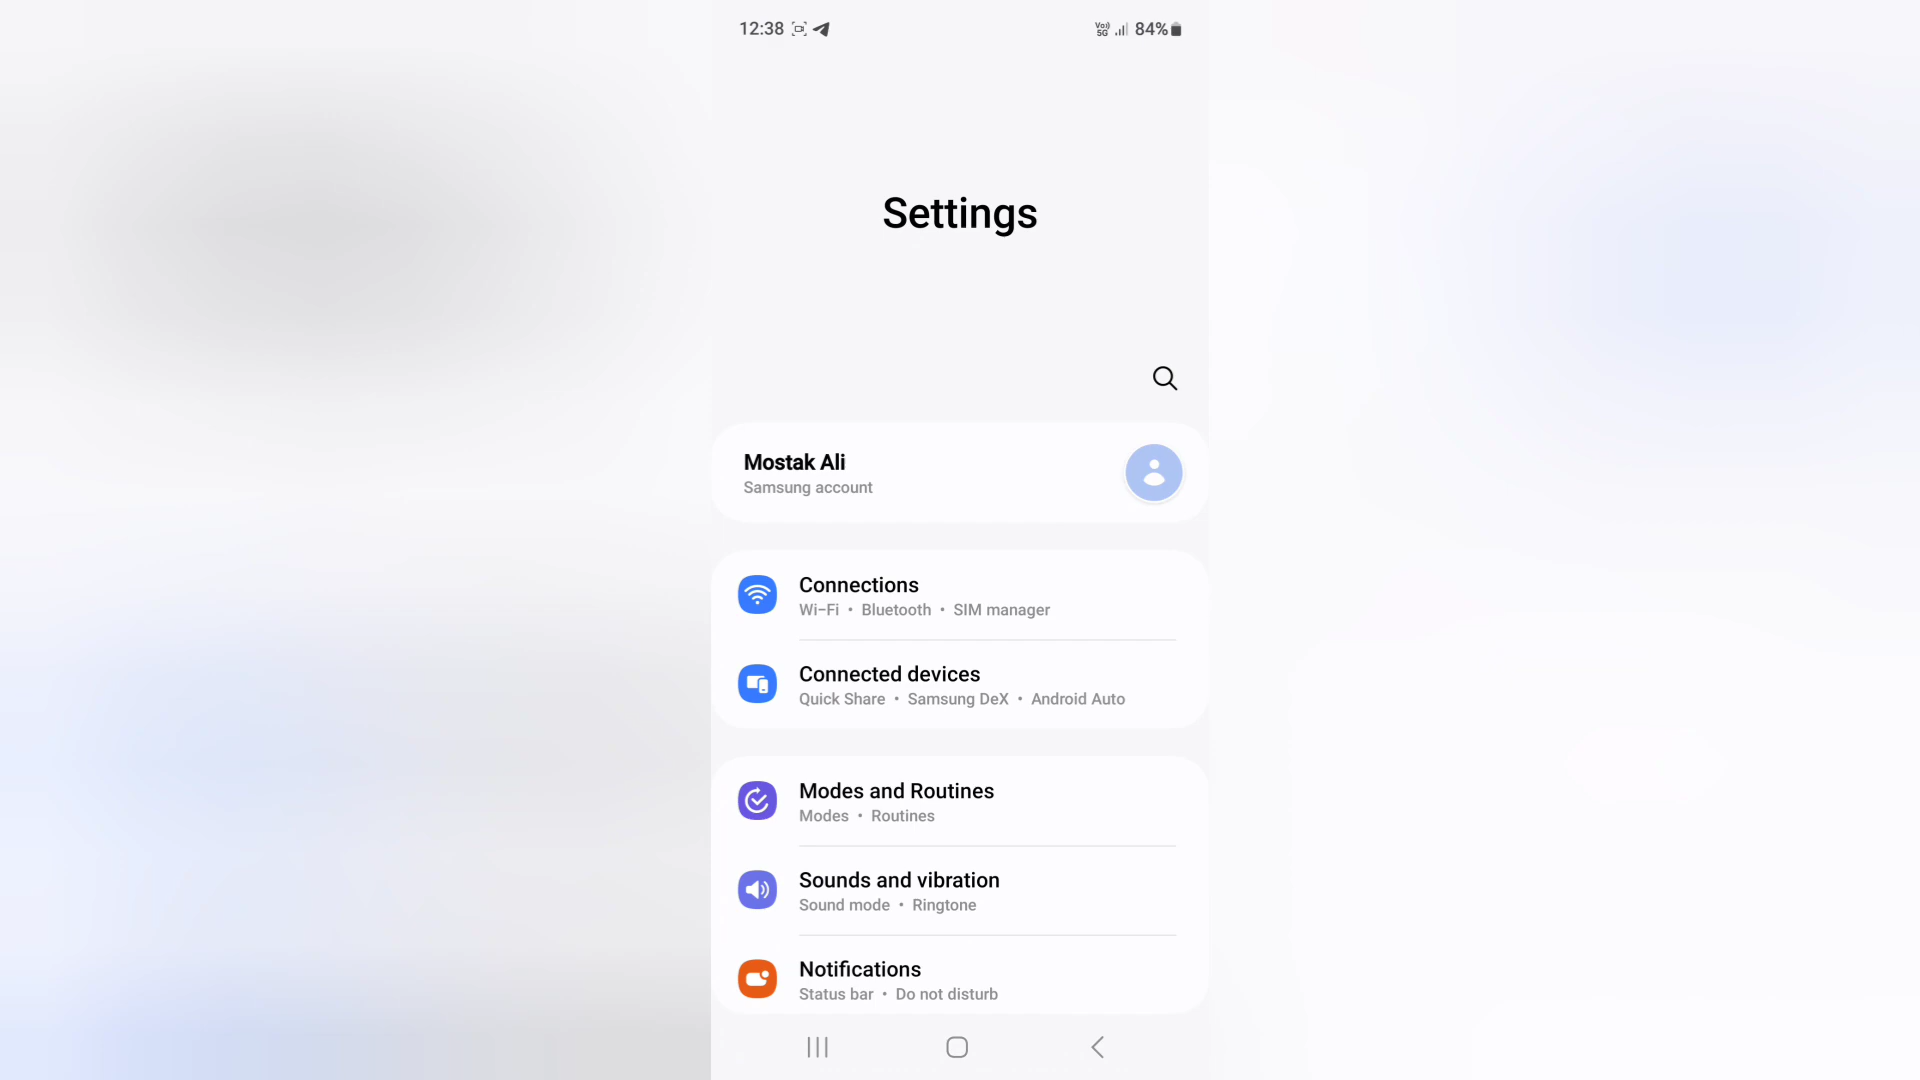 12:38 Vo)) 5G 84%
Settings
Mostak Ali
Samsung account
Connections
Wi-Fi • Bluetooth • SIM manager
Connected devices
Quick Share • Samsung DeX • Android Auto
Modes and Routines
Modes • Routines
Sounds and vibration
Sound mode • Ringtone
Notifications
Status bar • Do not disturb